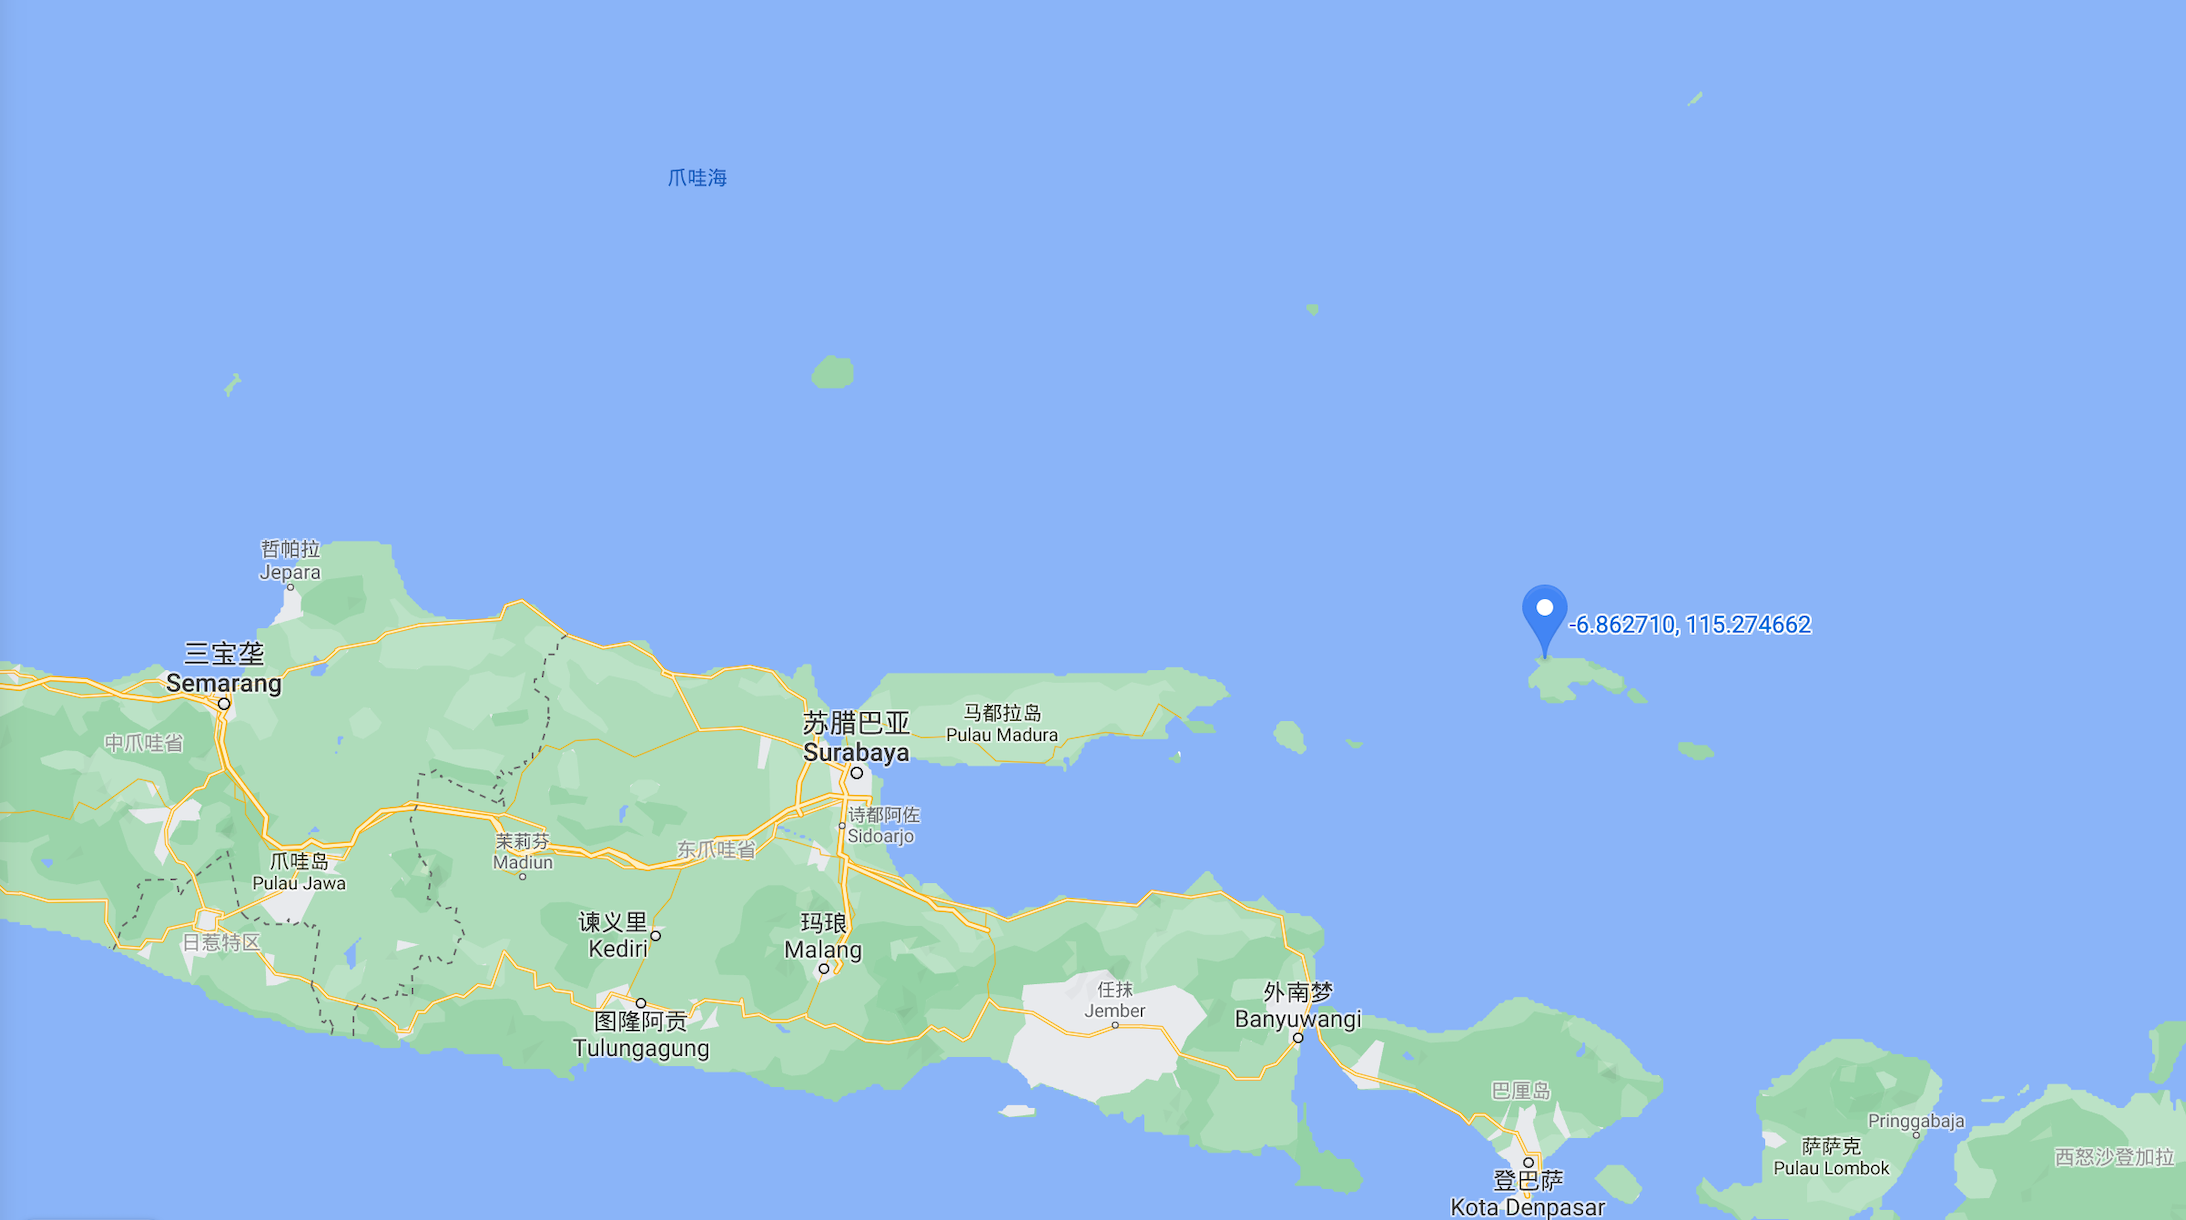 爪哇海
哲帕拉
Jepara
-6.862710, 115.274662
三宝垄
Semarang
马都拉岛
Pulau Madura
苏腊巴亚
Surabaya
中爪哇省
诗都阿佐
Sidoarjo
茉莉芬
Madiun
东爪哇省
爪哇岛
Pulau Jawa
谏义里
Kediri
玛琅
Malang
日惹特区
任抹
Jember
外南梦
Banyuwangi
图隆阿贡
Tulungagung
巴厘岛
Pringgabaja
萨萨克
Pulau Lombok
西怒沙登加拉
登巴萨
Kota Denpasar